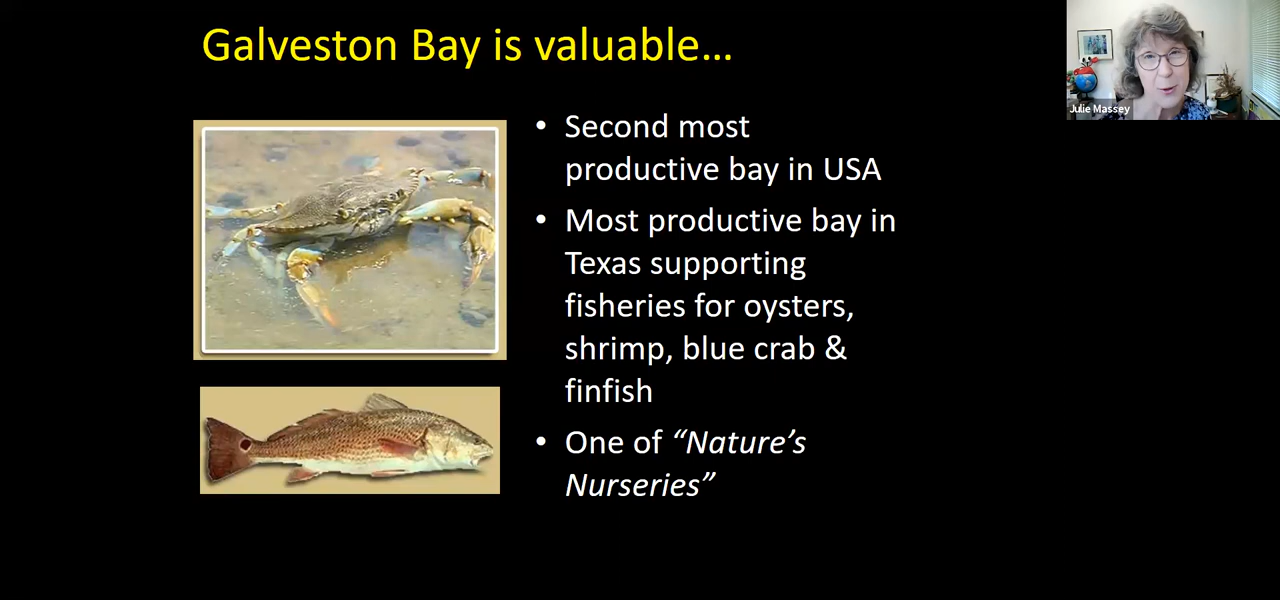 Galveston Bay is valuable…
Julie Massey
• Second most
productive bay in USA
• Most productive bay in
Texas supporting
fisheries for oysters,
shrimp, blue crab &
finfish
• One of “Nature’s
Nurseries”